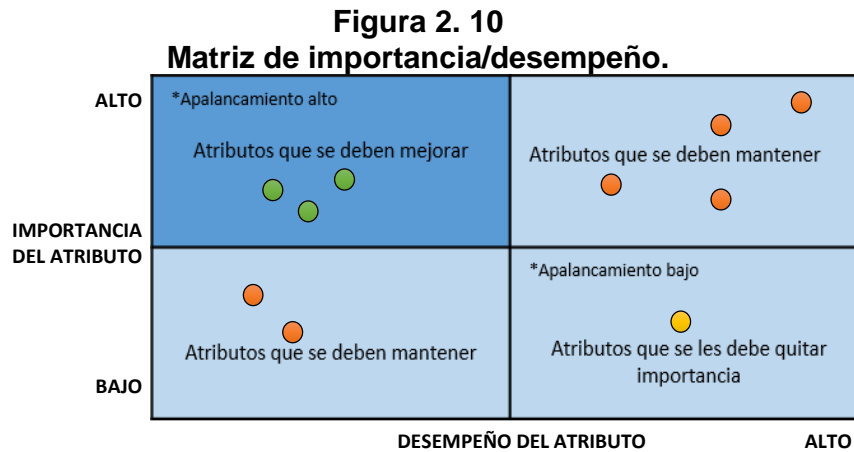 Figura 2. 10
Matriz de importancia/desempeño.
ALTO
*Apalancamiento alto
Atributos que se deben mejorar
Atributos que se deben mantener
IMPORTANCIA
DEL ATRIBUTO
*Apalancamiento bajo
Atributos que se deben mantener
Atributos que se les debe quitar
importancia
BAJO
DESEMPEÑO DEL ATRIBUTO
ALTO